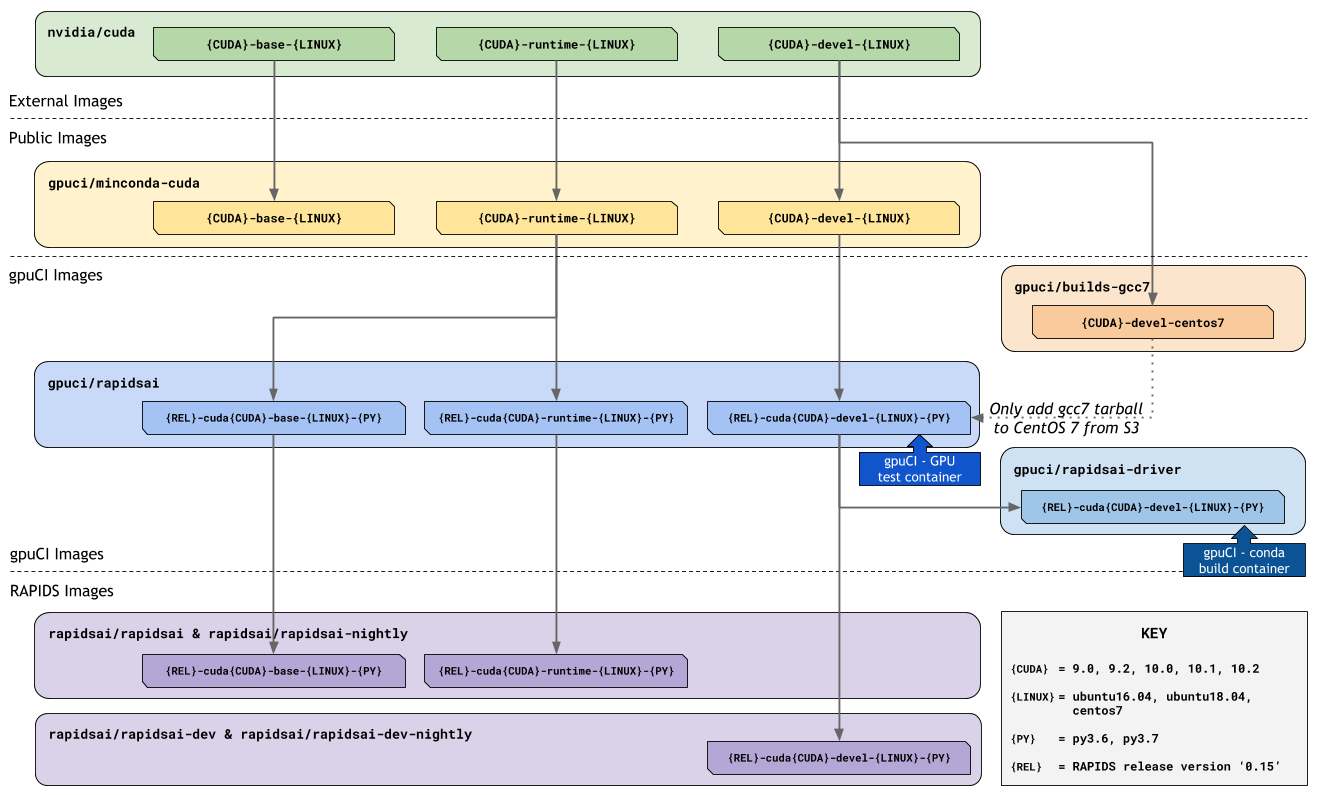 nvidia/cuda
{CUDA}-base-{LINUX}
{CUDA}-runtime-{LINUX}
{CUDA}-devel-{LINUX}
External Images
Public Images
gpuci/minconda-cuda
{CUDA}-base-{LINUX}
{CUDA}-runtime-{LINUX}
{CUDA}-devel-{LINUX}
gpuCI Images
gpuci/builds-gcc7
{CUDA}-devel-centos7
gpuci/rapidsai
{REL}-cuda{CUDA}-base-{LINUX}-{PY}
{REL}-cuda{CUDA}-runtime-{LINUX}-{PY}
{REL}-cuda{CUDA}-devel-{LINUX}-{PY}
Only add gcc7 tarball
to CentOS 7 from S3
gpuCI - GPU
test container
gpuci/rapidsai-driver
{REL}-cuda{CUDA}-devel-{LINUX}-{PY}
gpuCI - conda
build container
gpuCI Images
RAPIDS Images
rapidsai/rapidsai & rapidsai/rapidsai-nightly
{REL}-cuda{CUDA}-base-{LINUX}-{PY}
{REL}-cuda{CUDA}-runtime-{LINUX}-{PY}
rapidsai/rapidsai-dev & rapidsai/rapidsai-dev-nightly
{REL}-cuda{CUDA}-devel-{LINUX}-{PY}
KEY
{CUDA} = 9.0, 9.2, 10.0, 10.1, 10.2
{LINUX} = ubuntu16.04, ubuntu18.04,
centos7
{PY} = py3.6, py3.7
{REL} = RAPIDS release version ‘0.15’